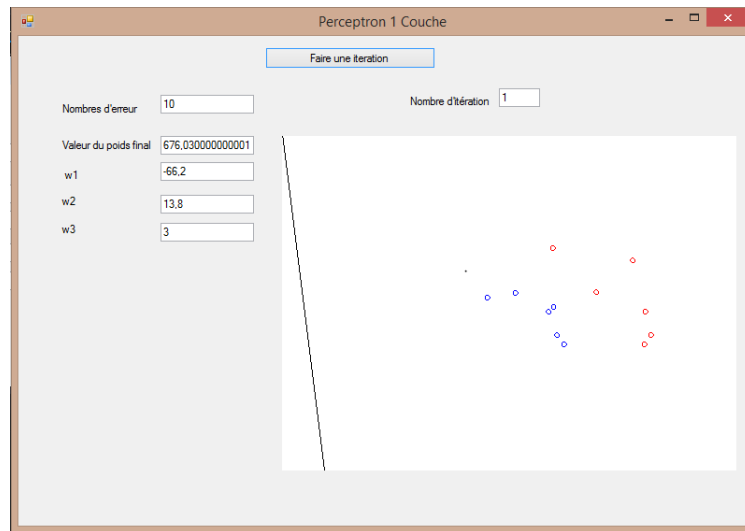 Perceptron 1 Couche
Faire une iteration
Nombres d'erreur 10
Nombre d'itération 1
Valeur du poids final 676,030000000001
w1 -66,2
w2 13,8
w3 3